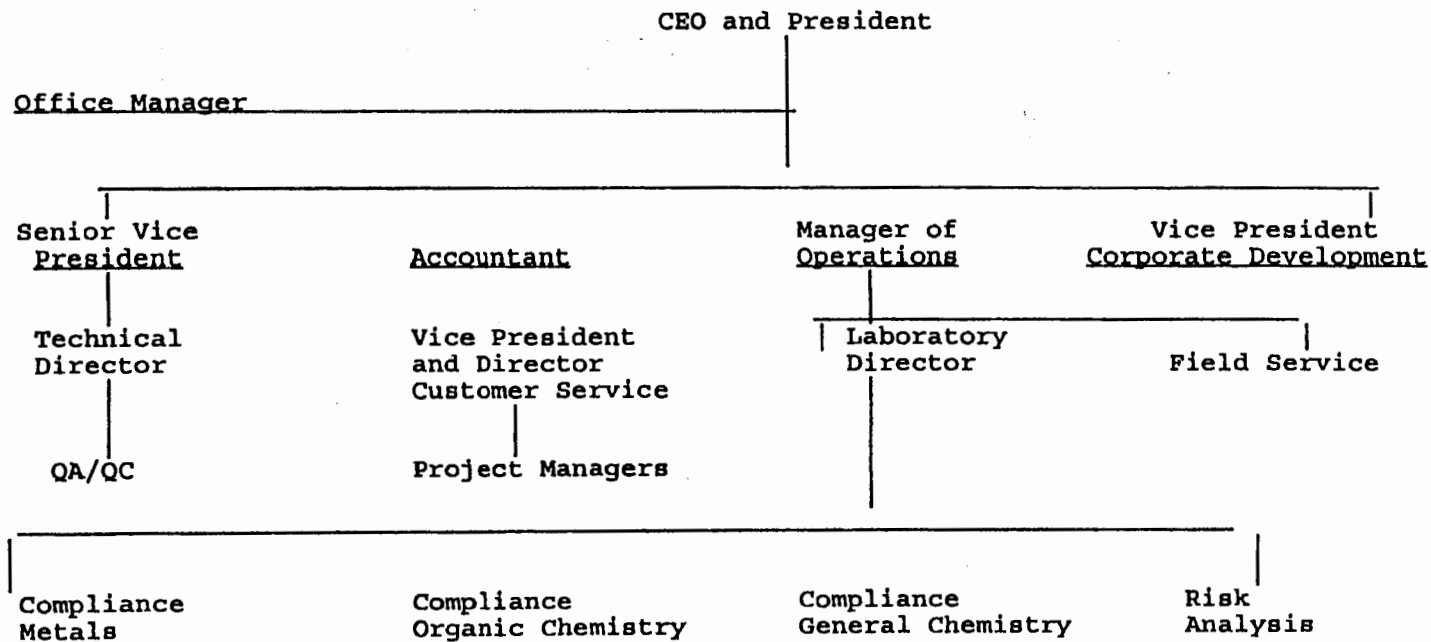 CEO and President
Office Manager
Senior Vice
President
Accountant
Manager of
Operations
Vice President
Corporate Development
Technical
Director
Vice President
and Director
Customer Service
Laboratory
Director
Field Service
QA/QC
Project Managers
Compliance
Metals
Compliance
Organic Chemistry
Compliance
General Chemistry
Risk
Analysis